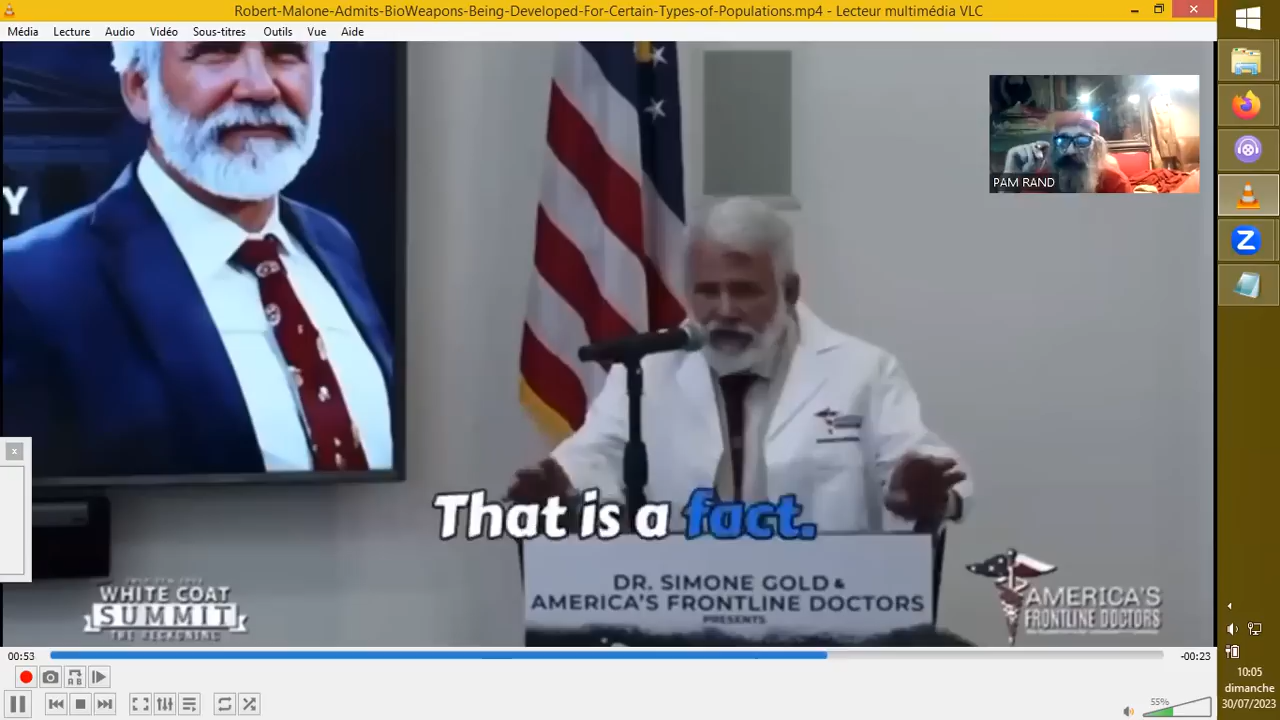 Robert-Malone-Admits-BioWeapons-Being-Developed-For-Certain-Types-of-Populations.mp4 - Lecteur multimédia VLC
Média Lecture Audio Vidéo Sous-titres Outils Vue Aide
PAM RAND
Y
That is a fact.
DR. SIMONE GOLD &
AMERICA'S FRONTLINE DOCTORS
PRESENTS
WHITE COAT
SUMMIT
THE RECKONING
AMERICA'S
FRONTLINE DOCTORS
00:53
-00:23
55%
10:05
dimanche
30/07/2023